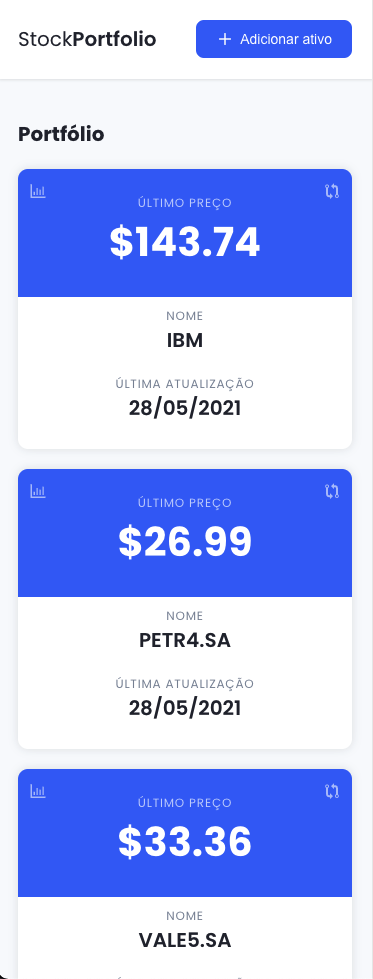 StockPortfolio
+ Adicionar ativo
Portfólio
ÚLTIMO PREÇO
$143.74
NOME
IBM
ÚLTIMA ATUALIZAÇÃO
28/05/2021
ÚLTIMO PREÇO
$26.99
NOME
PETR4.SA
ÚLTIMA ATUALIZAÇÃO
28/05/2021
ÚLTIMO PREÇO
$33.36
NOME
VALE5.SA